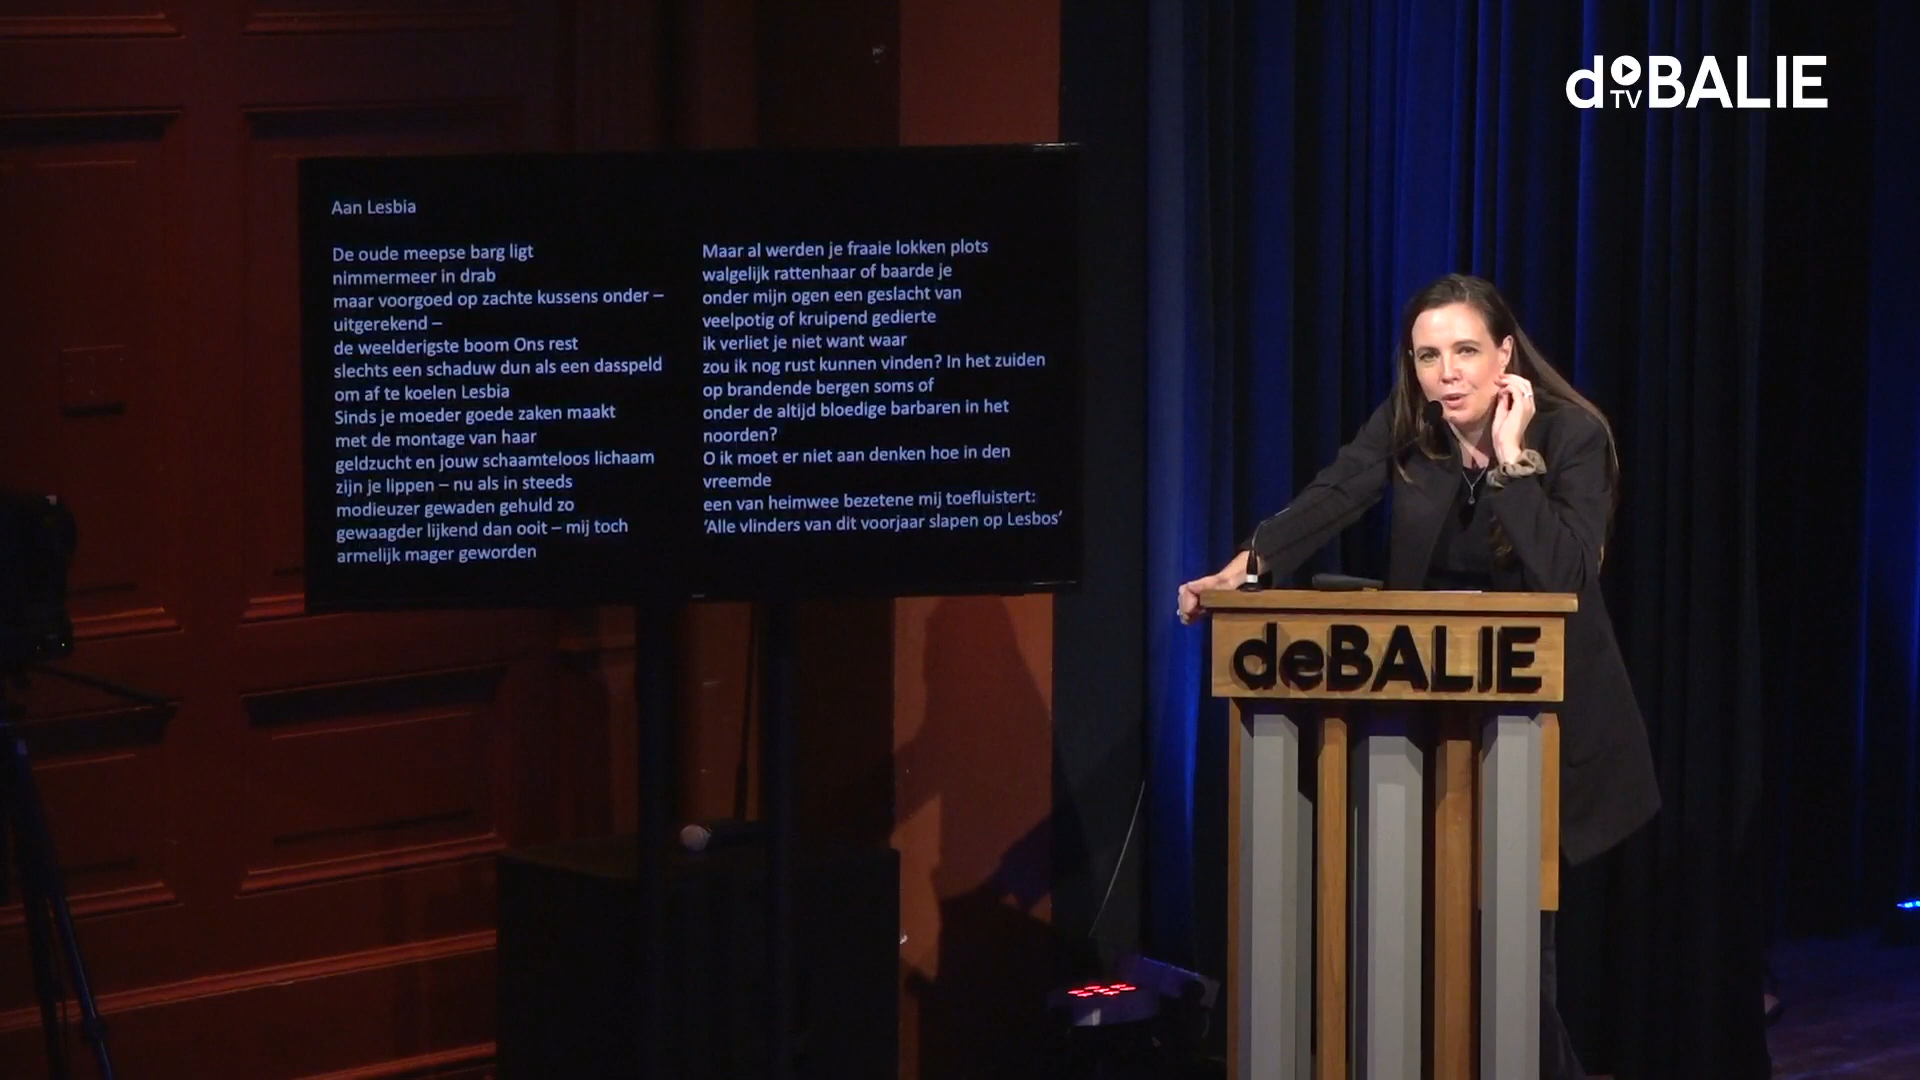 deTVBALIE
Aan Lesbia
De oude meepse barg ligt
nimmermeer in drab
maar voorgoed op zachte kussens onder –
uitgerekend –
de weelderigste boom Ons rest
slechts een schaduw dun als een dasspeld
om af te koelen Lesbia
Sinds je moeder goede zaken maakt
met de montage van haar
geldzucht en jouw schaamteloos lichaam
zijn je lippen – nu als in steeds
modieuzer gewaden gehuld zo
gewaagder lijkend dan ooit – mij toch
armelijk mager geworden
Maar al werden je fraaie lokken plots
walgelijk rattenhaar of baarde je
onder mijn ogen een geslacht van
veelpotig of kruipend gedierte
ik verliet je niet want waar
zou ik nog rust kunnen vinden? In het zuiden
op brandende bergen soms of
onder de altijd bloedige barbaren in het
noorden?
O ik moet er niet aan denken hoe in den
vreemde
een van heimwee bezetene mij toefluistert:
‘Alle vlinders van dit voorjaar slapen op Lesbos’
deBALIE